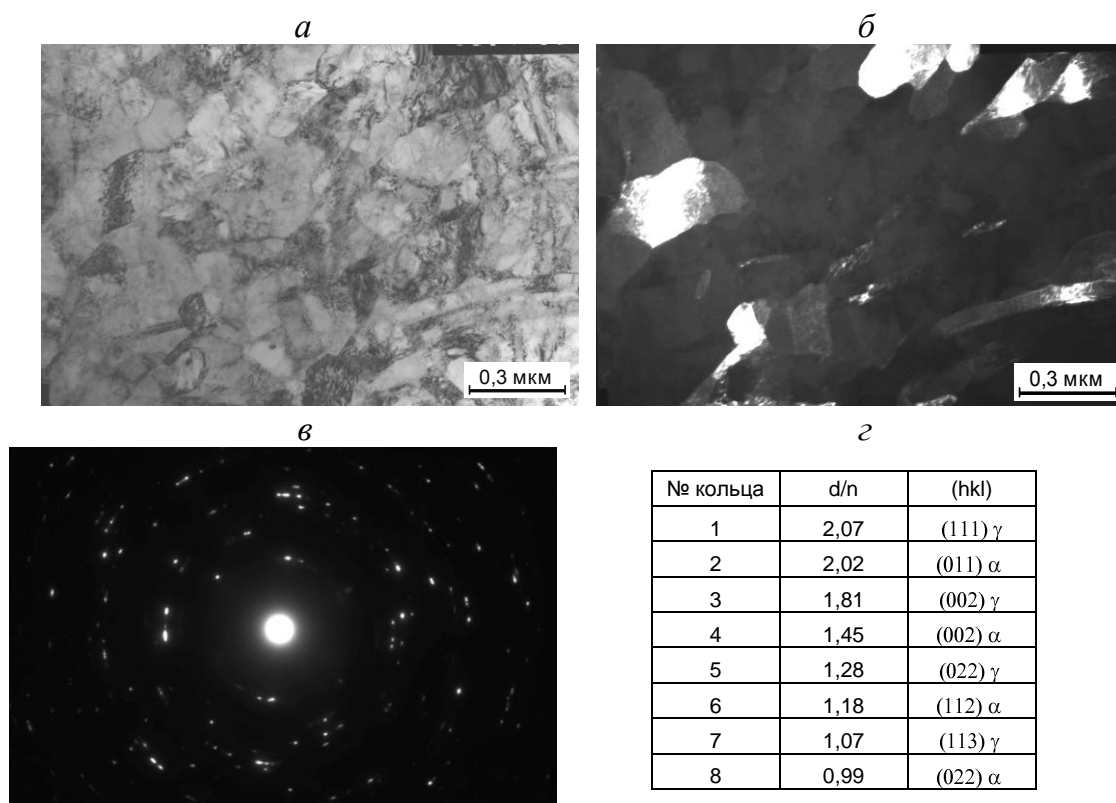 а
б
0,3 мкм
0,3 мкм
в
г
№ кольца d/n (hkl)
1 2,07 (111) γ
2 2,02 (011) α
3 1,81 (002) γ
4 1,45 (002) α
5 1,28 (022) γ
6 1,18 (112) α
7 1,07 (113) γ
8 0,99 (022) α